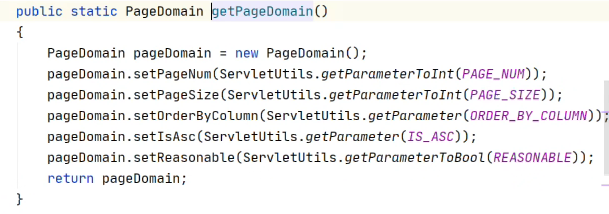 public static PageDomain getPageDomain()
{
    PageDomain pageDomain = new PageDomain();
    pageDomain.setPageNum(ServletUtils.getParameterToInt(PAGE_NUM));
    pageDomain.setPageSize(ServletUtils.getParameterToInt(PAGE_SIZE));
    pageDomain.setOrderByColumn(ServletUtils.getParameter(ORDER_BY_COLUMN));
    pageDomain.setIsAsc(ServletUtils.getParameter(IS_ASC));
    pageDomain.setReasonable(ServletUtils.getParameterToBool(REASONABLE));
    return pageDomain;
}